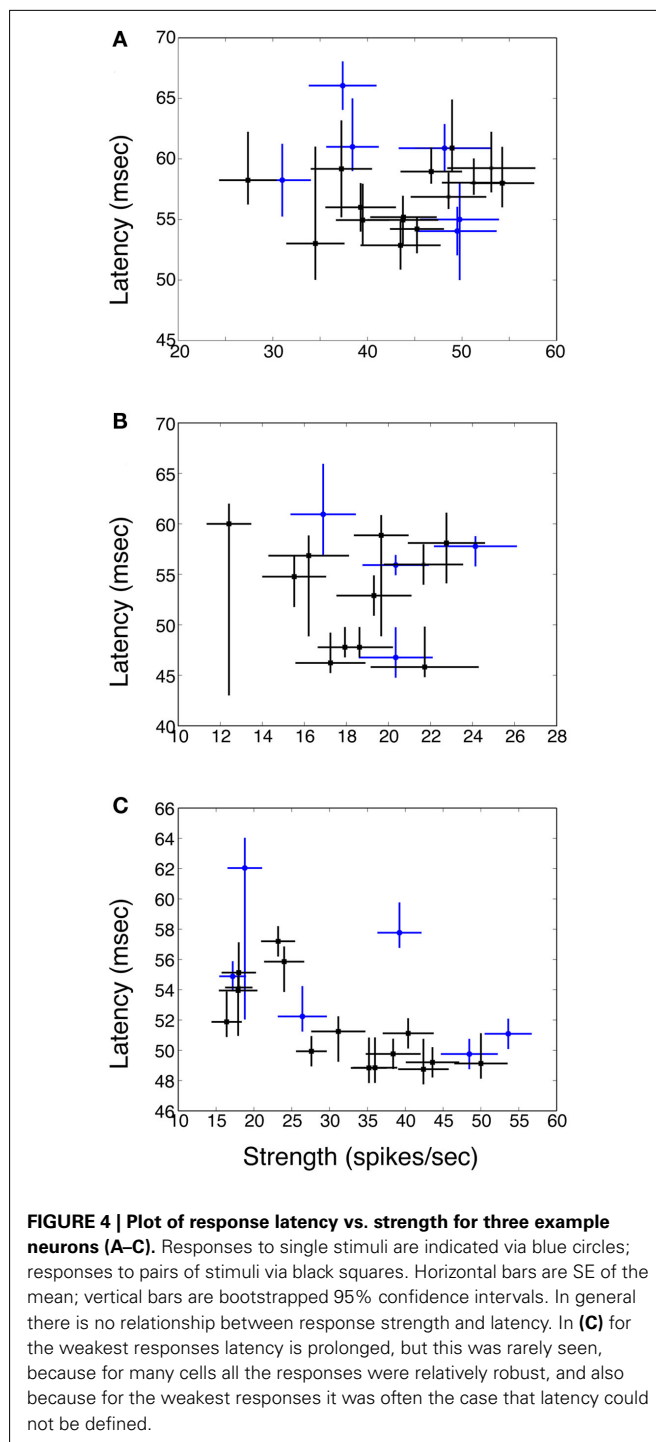 A
70
65
60
55
50
45
Latency (msec)
20 30 40 50 60
B
70
65
60
55
50
45
40
Latency (msec)
10 12 14 16 18 20 22 24 26 28
C
66
64
62
60
58
56
54
52
50
48
46
Latency (msec)
10 15 20 25 30 35 40 45 50 55 60
Strength (spikes/sec)
FIGURE 4 | Plot of response latency vs. strength for three example
neurons (A–C). Responses to single stimuli are indicated via blue circles;
responses to pairs of stimuli via black squares. Horizontal bars are SE of the
mean; vertical bars are bootstrapped 95% confidence intervals. In general
there is no relationship between response strength and latency. In (C) for
the weakest responses latency is prolonged, but this was rarely seen,
because for many cells all the responses were relatively robust, and also
because for the weakest responses it was often the case that latency could
not be defined.